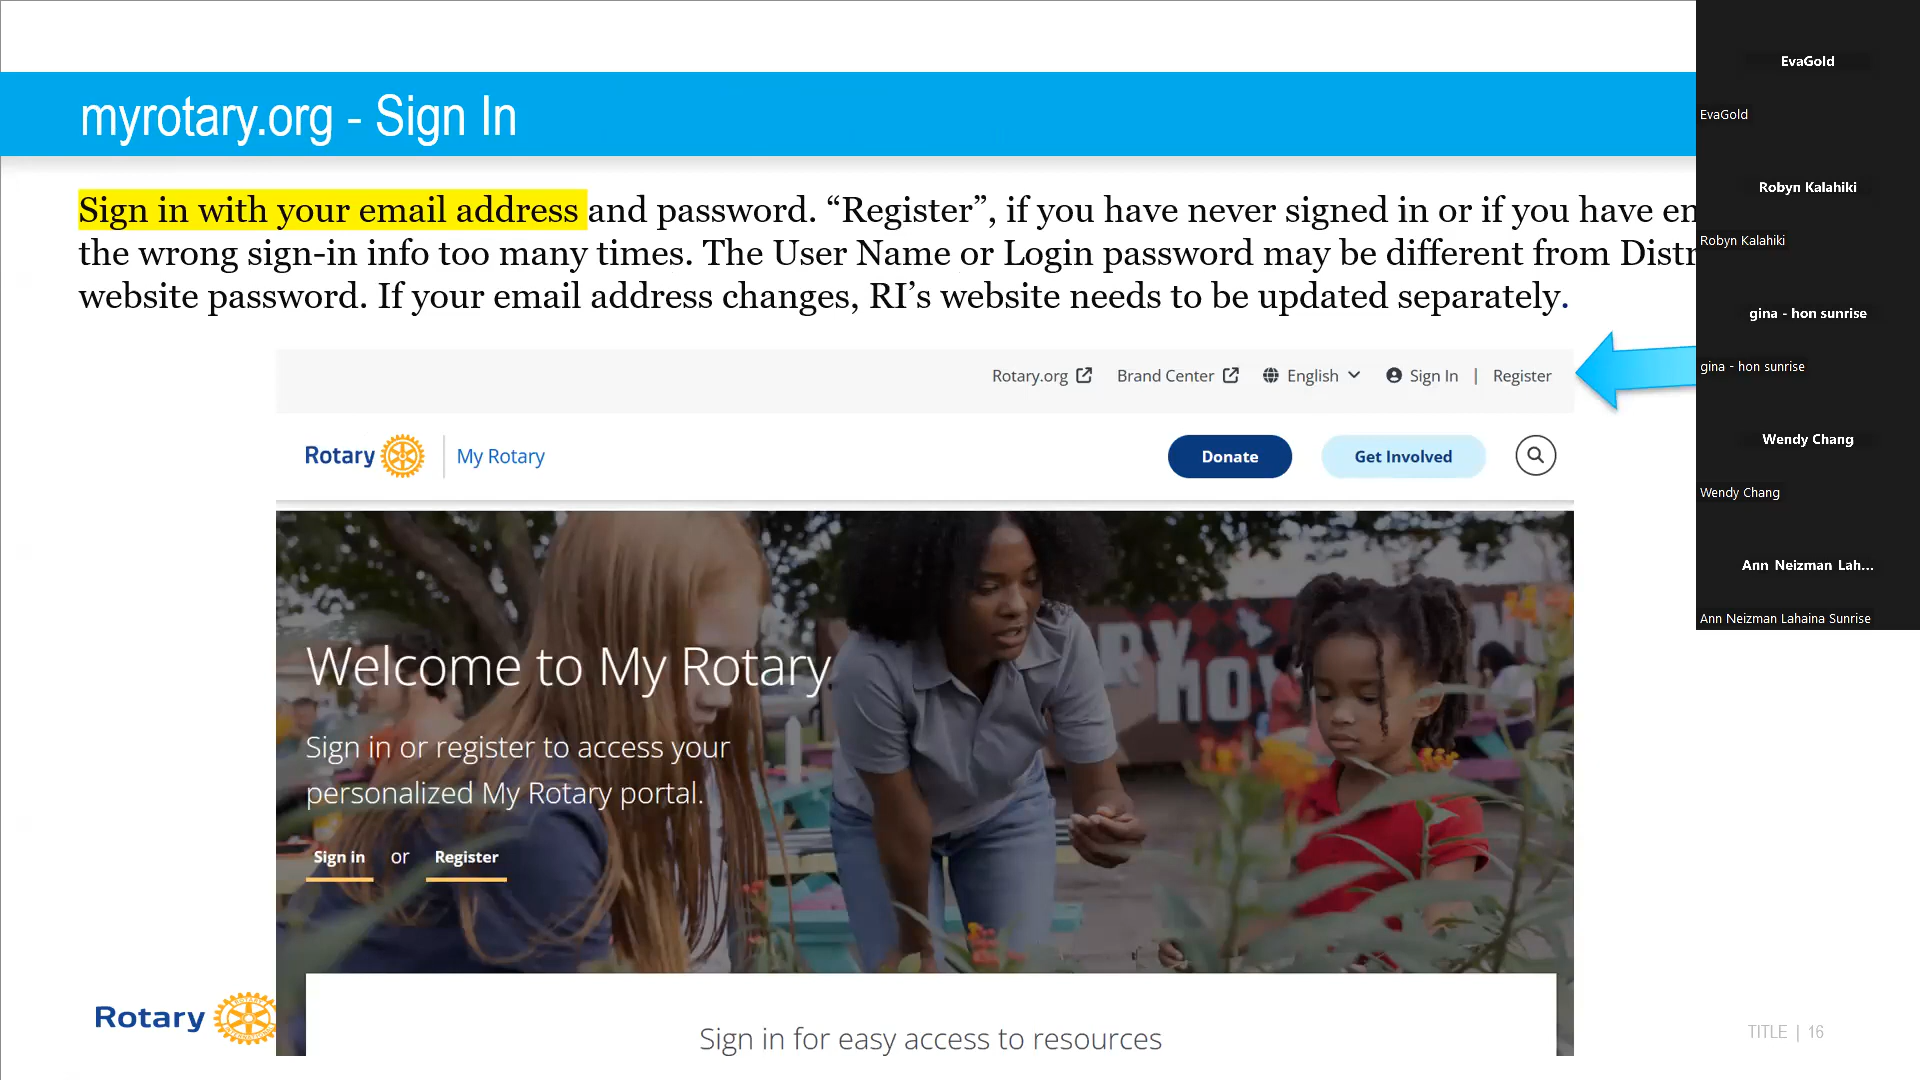 myrotary.org - Sign In
Sign in with your email address and password. “Register”, if you have never signed in or if you have en
the wrong sign-in info too many times. The User Name or Login password may be different from Distr
website password. If your email address changes, RI’s website needs to be updated separately.
Rotary.org Brand Center English Sign In | Register
Rotary | My Rotary Donate Get Involved
Welcome to My Rotary
Sign in or register to access your
personalized My Rotary portal.
Sign in or Register
Sign in for easy access to resources
Rotary
TITLE | 16
EvaGold
EvaGold
Robyn Kalahiki
Robyn Kalahiki
gina - hon sunrise
gina - hon sunrise
Wendy Chang
Wendy Chang
Ann Neizman Lah...
Ann Neizman Lahaina Sunrise